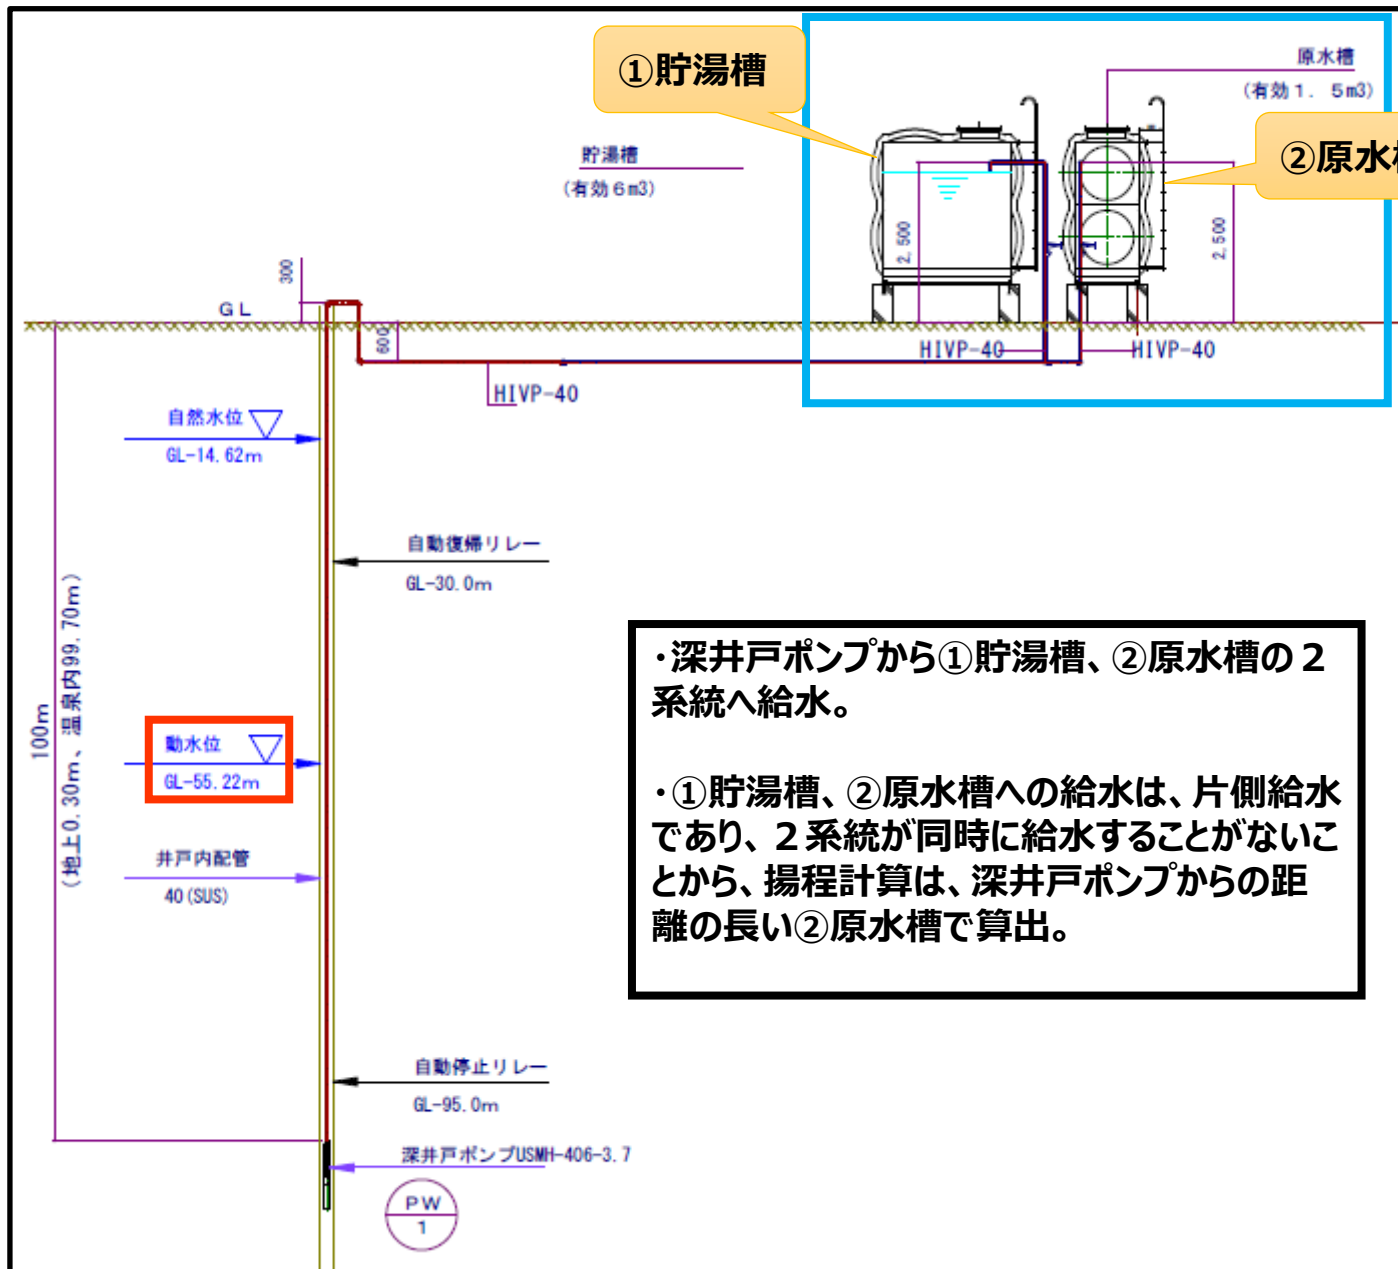 ①貯湯槽
原水槽
(有効1. 5m3)
②原水
貯湯槽
(有効6m3)
2,500
2,500
300
GL
600
HIVP-40
HIVP-40
HIVP-40
自然水位
GL-14.62m
自動復帰リレー
GL-30.0m
100m
(地上0.30m、温泉内99.70m)
動水位
GL-55.22m
井戸内配管
40(SUS)
・深井戸ポンプから①貯湯槽、②原水槽の2
系統へ給水。
・①貯湯槽、②原水槽への給水は、片側給水
であり、2系統が同時に給水することがないこ
とから、揚程計算は、深井戸ポンプからの距
離の長い②原水槽で算出。
自動停止リレー
GL-95.0m
深井戸ポンプUSMH-406-3.7
PW
1